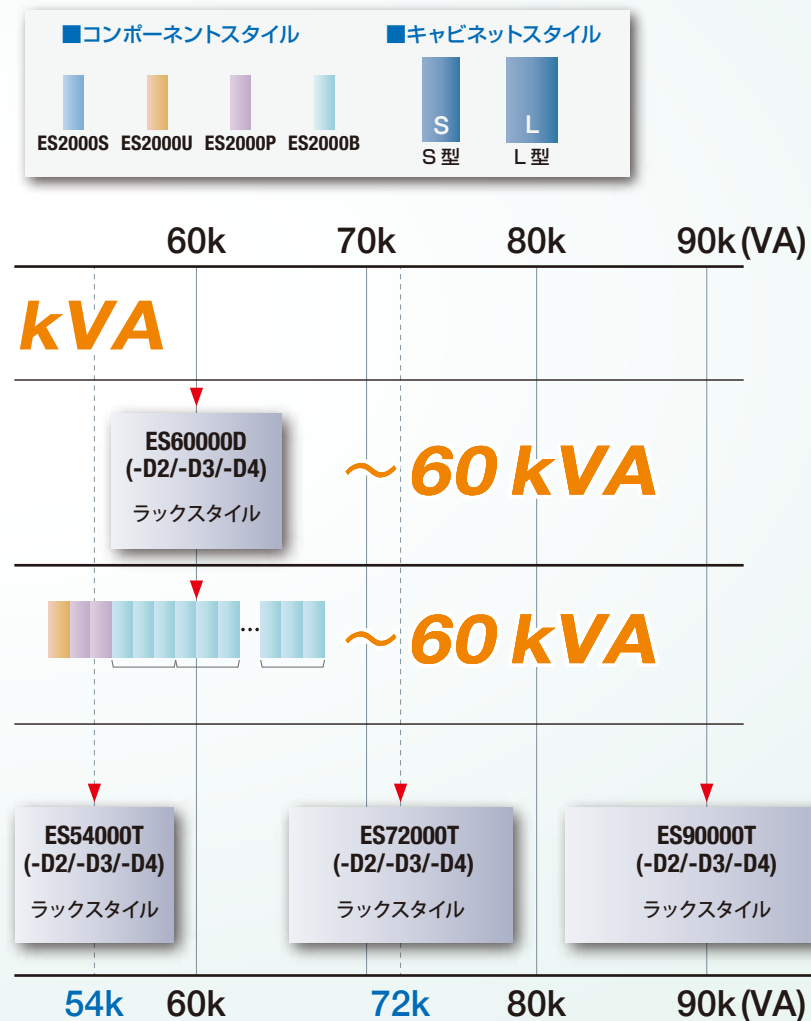 ■コンポーネントスタイル
■キャビネットスタイル
ES2000S ES2000U ES2000P ES2000B
S
S型
L
L型
60k 70k 80k 90k(VA)
kVA
ES60000D
(-D2/-D3/-D4)
ラックスタイル
～60 kVA
…
～60 kVA
ES54000T
(-D2/-D3/-D4)
ラックスタイル
ES72000T
(-D2/-D3/-D4)
ラックスタイル
ES90000T
(-D2/-D3/-D4)
ラックスタイル
54k 60k 72k 80k 90k(VA)